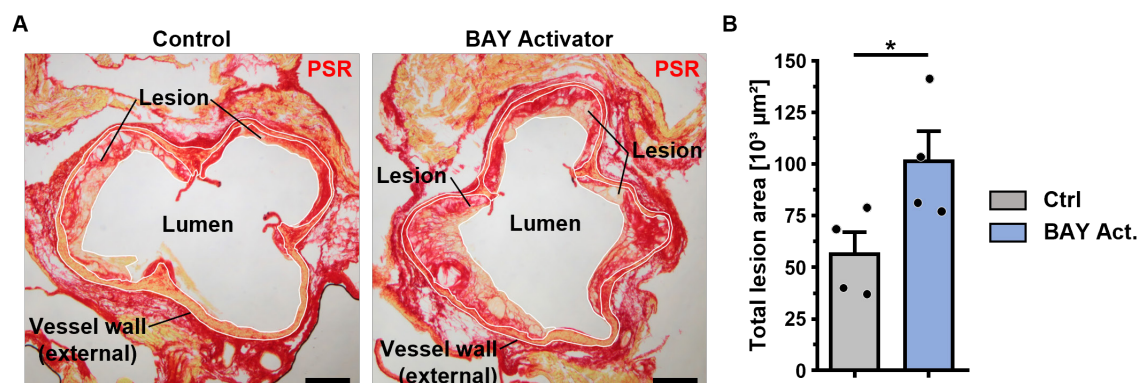 A
Control
PSR
Lesion
Lumen
Vessel wall
(external)
BAY Activator
PSR
Lesion
Lesion
Lumen
Vessel wall
(external)
B
*
Total lesion area [10³ µm²]
150
125
100
75
50
25
0
Ctrl
BAY Act.